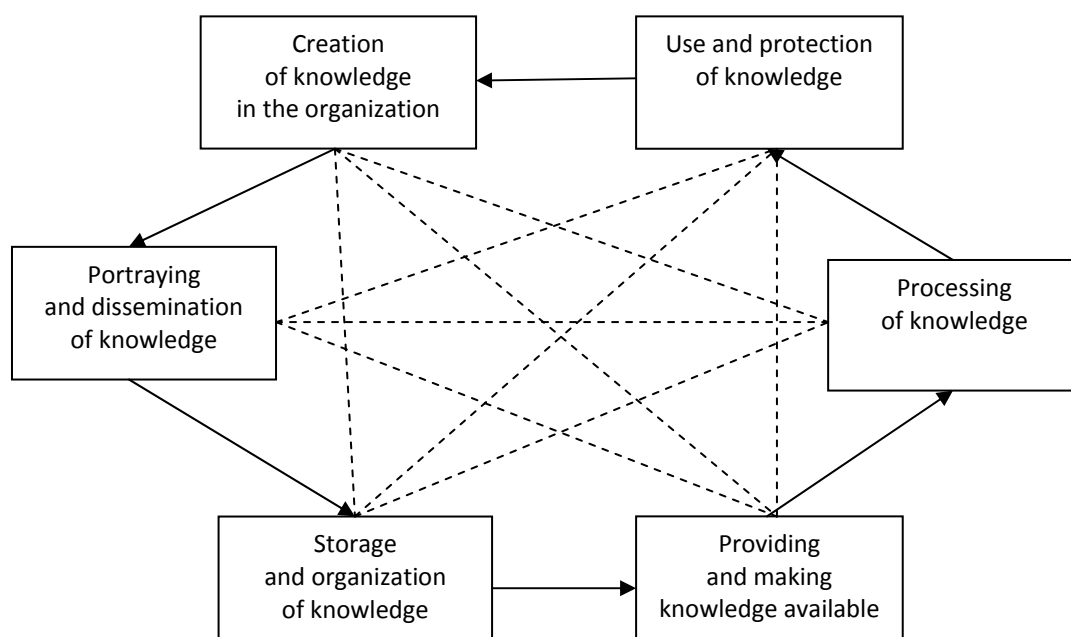 Creation
of knowledge
in the organization
Use and protection
of knowledge
Portraying
and dissemination
of knowledge
Processing
of knowledge
Storage
and organization
of knowledge
Providing
and making
knowledge available